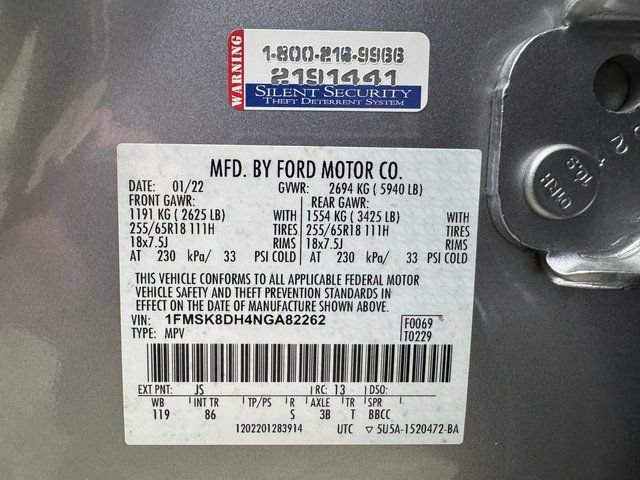 WARNING
1-800-216-9966
2191441
SILENT SECURITY
THEFT DETERRENT SYSTEM
MFD. BY FORD MOTOR CO.
DATE: 01/22 GVWR: 2694 KG ( 5940 LB)
FRONT GAWR: REAR GAWR:
1191 KG ( 2625 LB) WITH 1554 KG ( 3425 LB) WITH
255/65R18 111H TIRES 255/65R18 111H TIRES
18x7.5J RIMS 18x7.5J RIMS
AT 230 kPa/ 33 PSI COLD AT 230 kPa/ 33 PSI COLD
THIS VEHICLE CONFORMS TO ALL APPLICABLE FEDERAL MOTOR
VEHICLE SAFETY AND THEFT PREVENTION STANDARDS IN
EFFECT ON THE DATE OF MANUFACTURE SHOWN ABOVE.
VIN: 1FMSK8DH4NGA82262 F0069
TYPE: MPV T0229
EXT PNT: JS RC: 13 DSO:
WB INT TR TP/PS R AXLE TR SPR
119 86 S 3B T BBCC
1202201283914 UTC ▽ 5U5A-1520472-BA